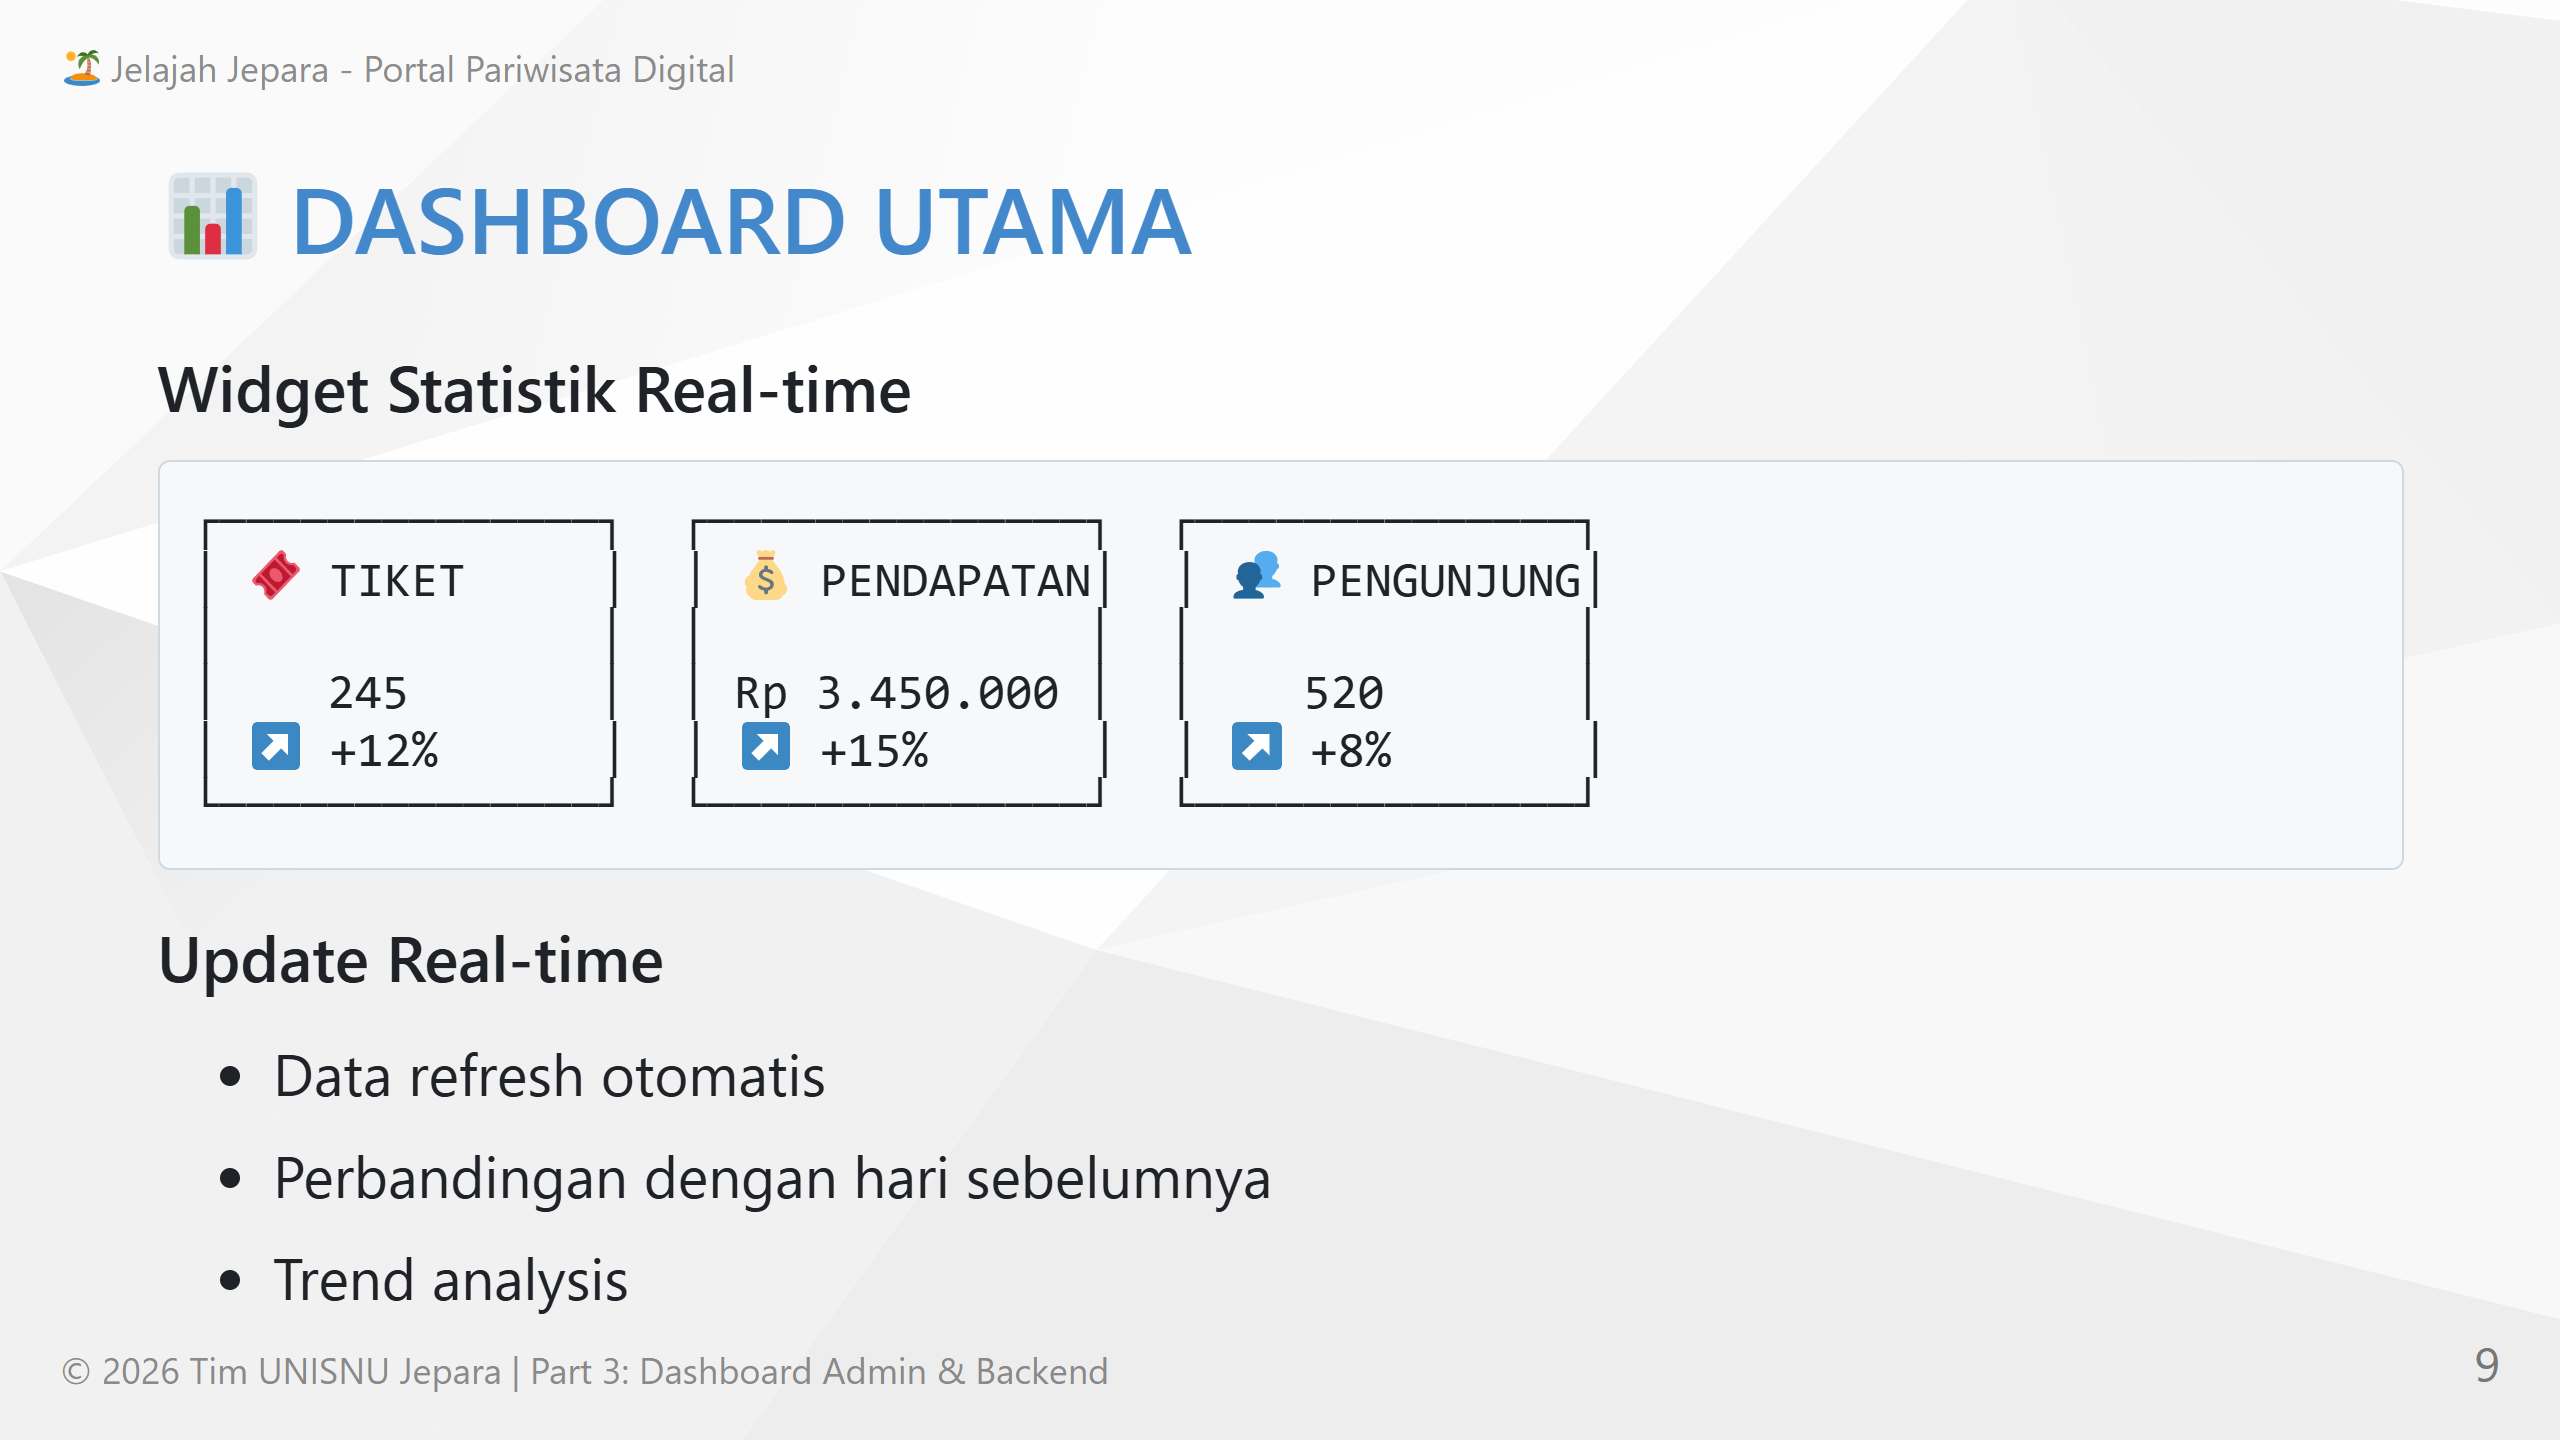 Jelajah Jepara - Portal Pariwisata Digital
DASHBOARD UTAMA
Widget Statistik Real-time
TIKET PENDAPATAN PENGUNJUNG
245 Rp 3.450.000 520
+12% +15% +8%
Update Real-time
• Data refresh otomatis
• Perbandingan dengan hari sebelumnya
• Trend analysis
© 2026 Tim UNISNU Jepara | Part 3: Dashboard Admin & Backend
9